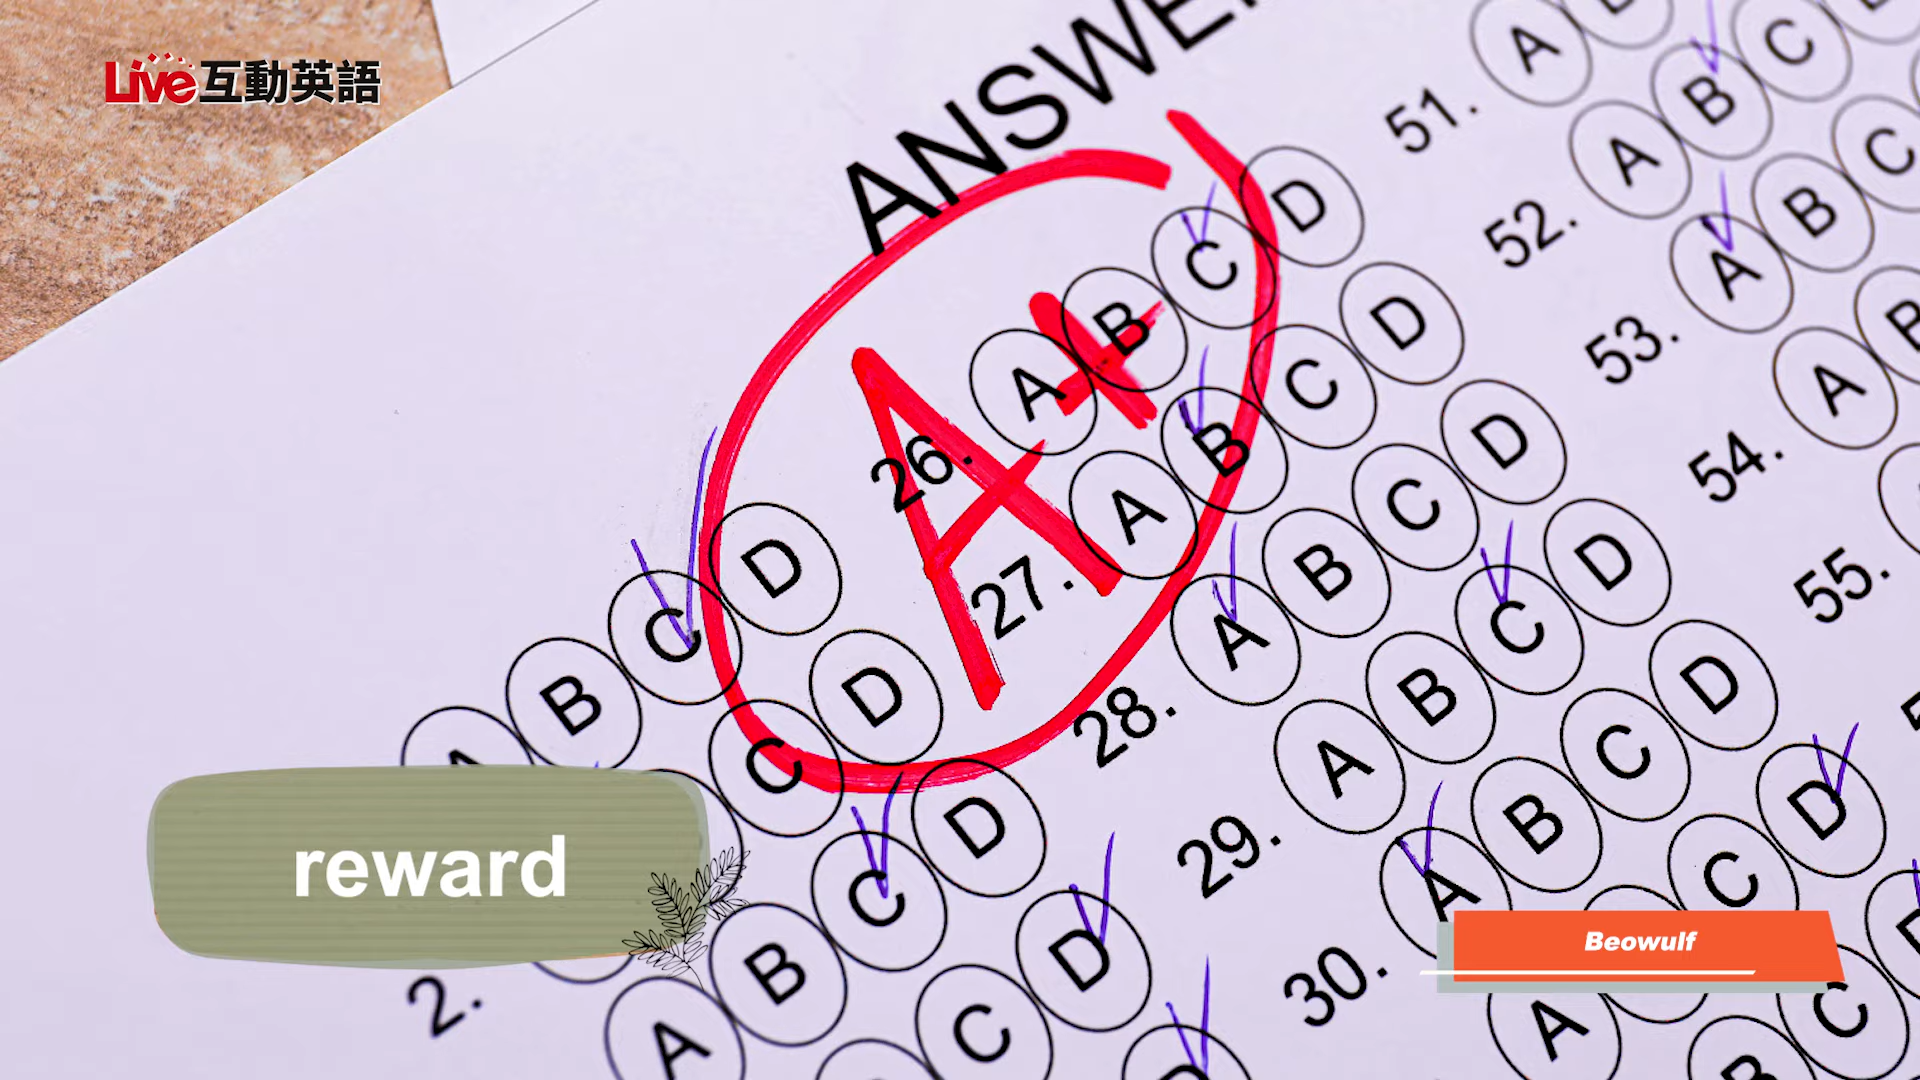 Live互動英語
ANSWE
A+
51. A B C
52. A B C
53. A B
54. A B
55.
26. A B C D
27. A B C D
28. A B C D
29. A B C D
30. A B C D
A B C D
C D
2. B C D
A C D
A C
reward
Beowulf